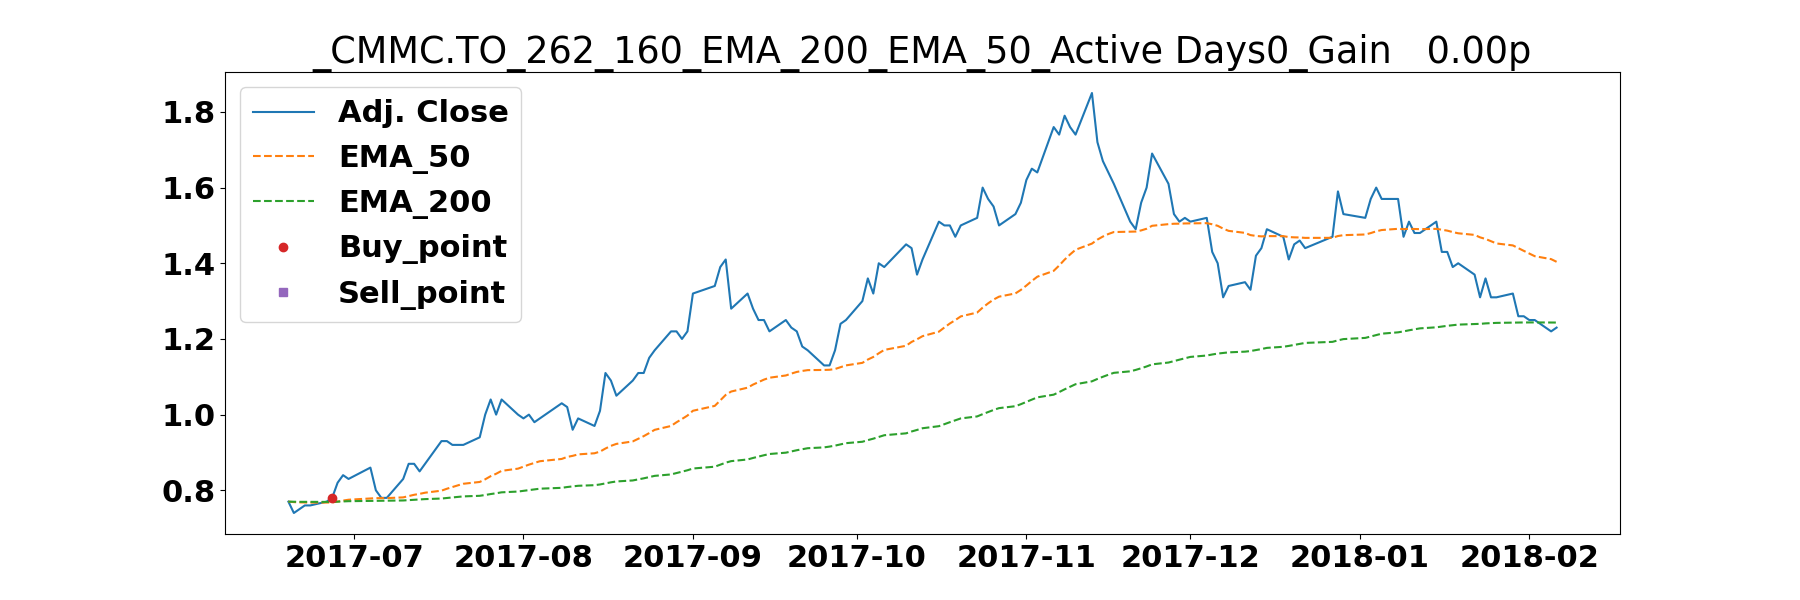 _CMMC.TO_262_160_EMA_200_EMA_50_Active Days0_Gain   0.00p
Adj. Close
EMA_50
EMA_200
Buy_point
Sell_point
1.8
1.6
1.4
1.2
1.0
0.8
2017-07 2017-08 2017-09 2017-10 2017-11 2017-12 2018-01 2018-02